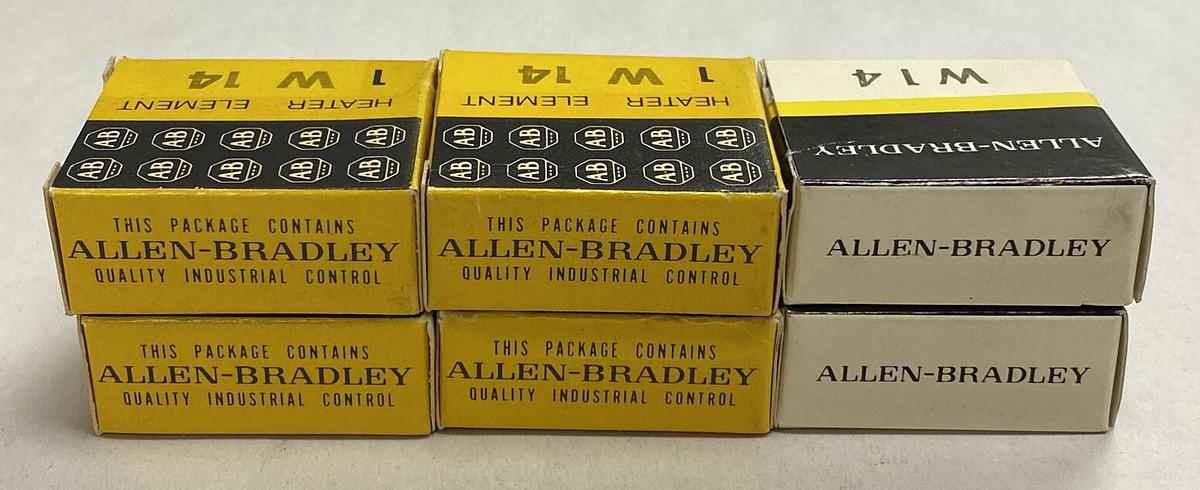 1 W 14
HEATER ELEMENT
AB AB AB AB AB
AB AB AB AB AB
THIS PACKAGE CONTAINS
ALLEN-BRADLEY
QUALITY INDUSTRIAL CONTROL
1 W 14
HEATER ELEMENT
AB AB AB AB AB
AB AB AB AB AB
THIS PACKAGE CONTAINS
ALLEN-BRADLEY
QUALITY INDUSTRIAL CONTROL
W14
ALLEN-BRADLEY
ALLEN-BRADLEY
THIS PACKAGE CONTAINS
ALLEN-BRADLEY
QUALITY INDUSTRIAL CONTROL
THIS PACKAGE CONTAINS
ALLEN-BRADLEY
QUALITY INDUSTRIAL CONTROL
ALLEN-BRADLEY